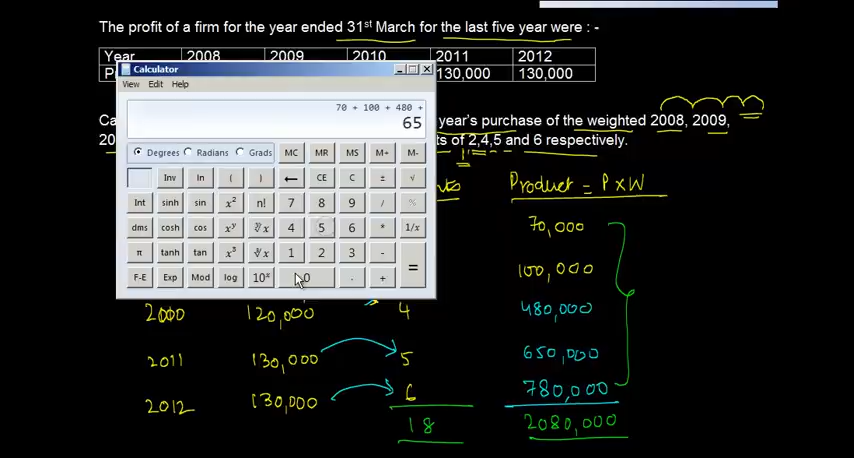 The profit of a firm for the year ended 31st March for the last five year were : -
Year 2008 2009 2010 2011 2012
130,000 130,000
Calculator
View Edit Help
70 + 100 + 480 +
65
Degrees Radians Grads MC MR MS M+ M-
Inv ln ( ) ← CE C ± √
Int sinh sin x² n! 7 8 9 / %
dms cosh cos xʸ ʸ√x 4 5 6 * 1/x
π tanh tan x³ ³√x 1 2 3 - =
F-E Exp Mod log 10ˣ 0 . +
year's purchase of the weighted 2008, 2009,
of 2,4,5 and 6 respectively.
Product = P x W
70,000
100,000
120,000 4 480,000
2011 130,000 5 650,000
2012 130,000 6 780,000
18 2080,000